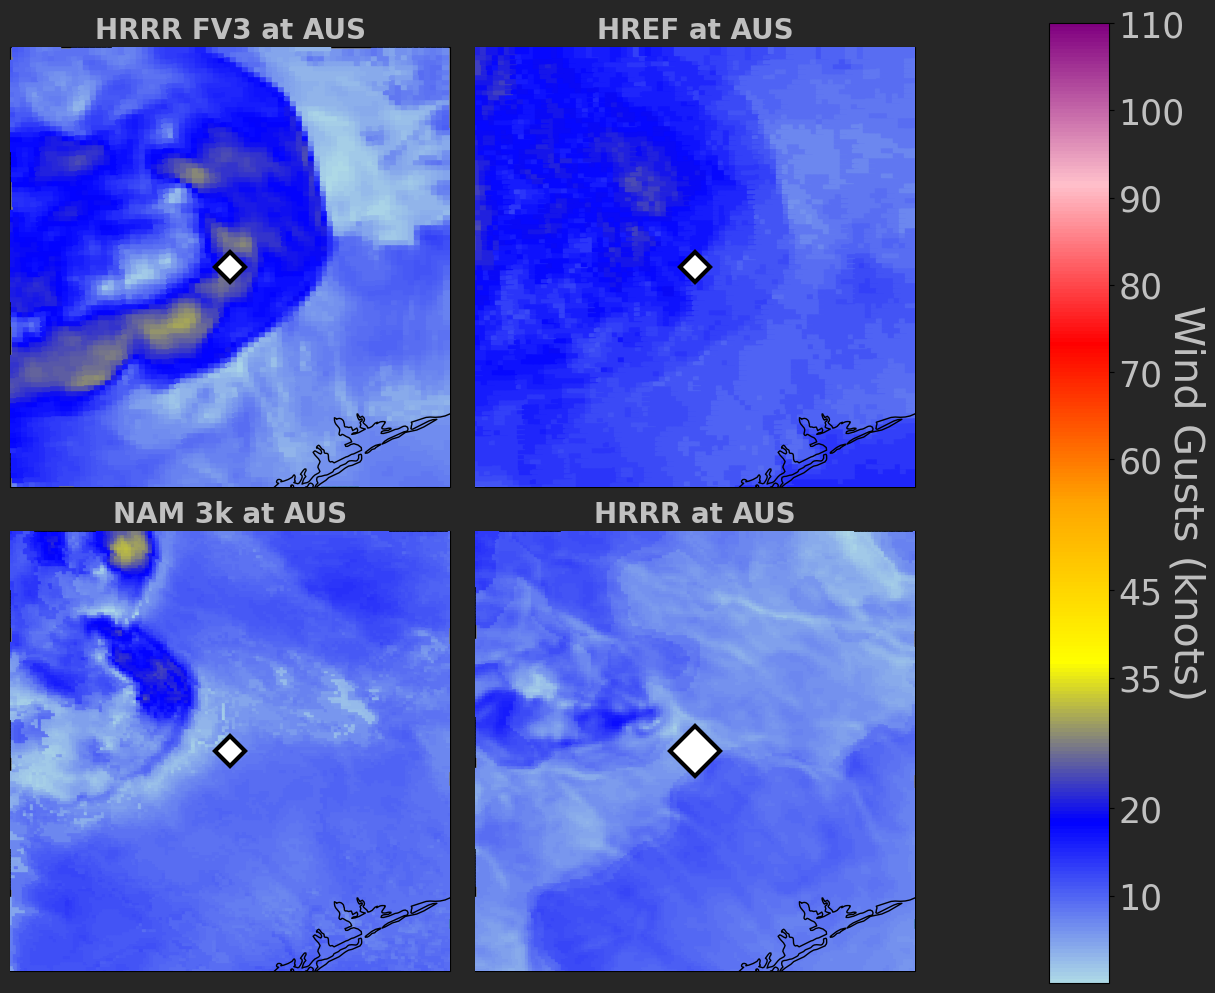 HRRR FV3 at AUS
HREF at AUS
NAM 3k at AUS
HRRR at AUS
110
100
90
80
70
60
45
35
20
10
Wind Gusts (knots)